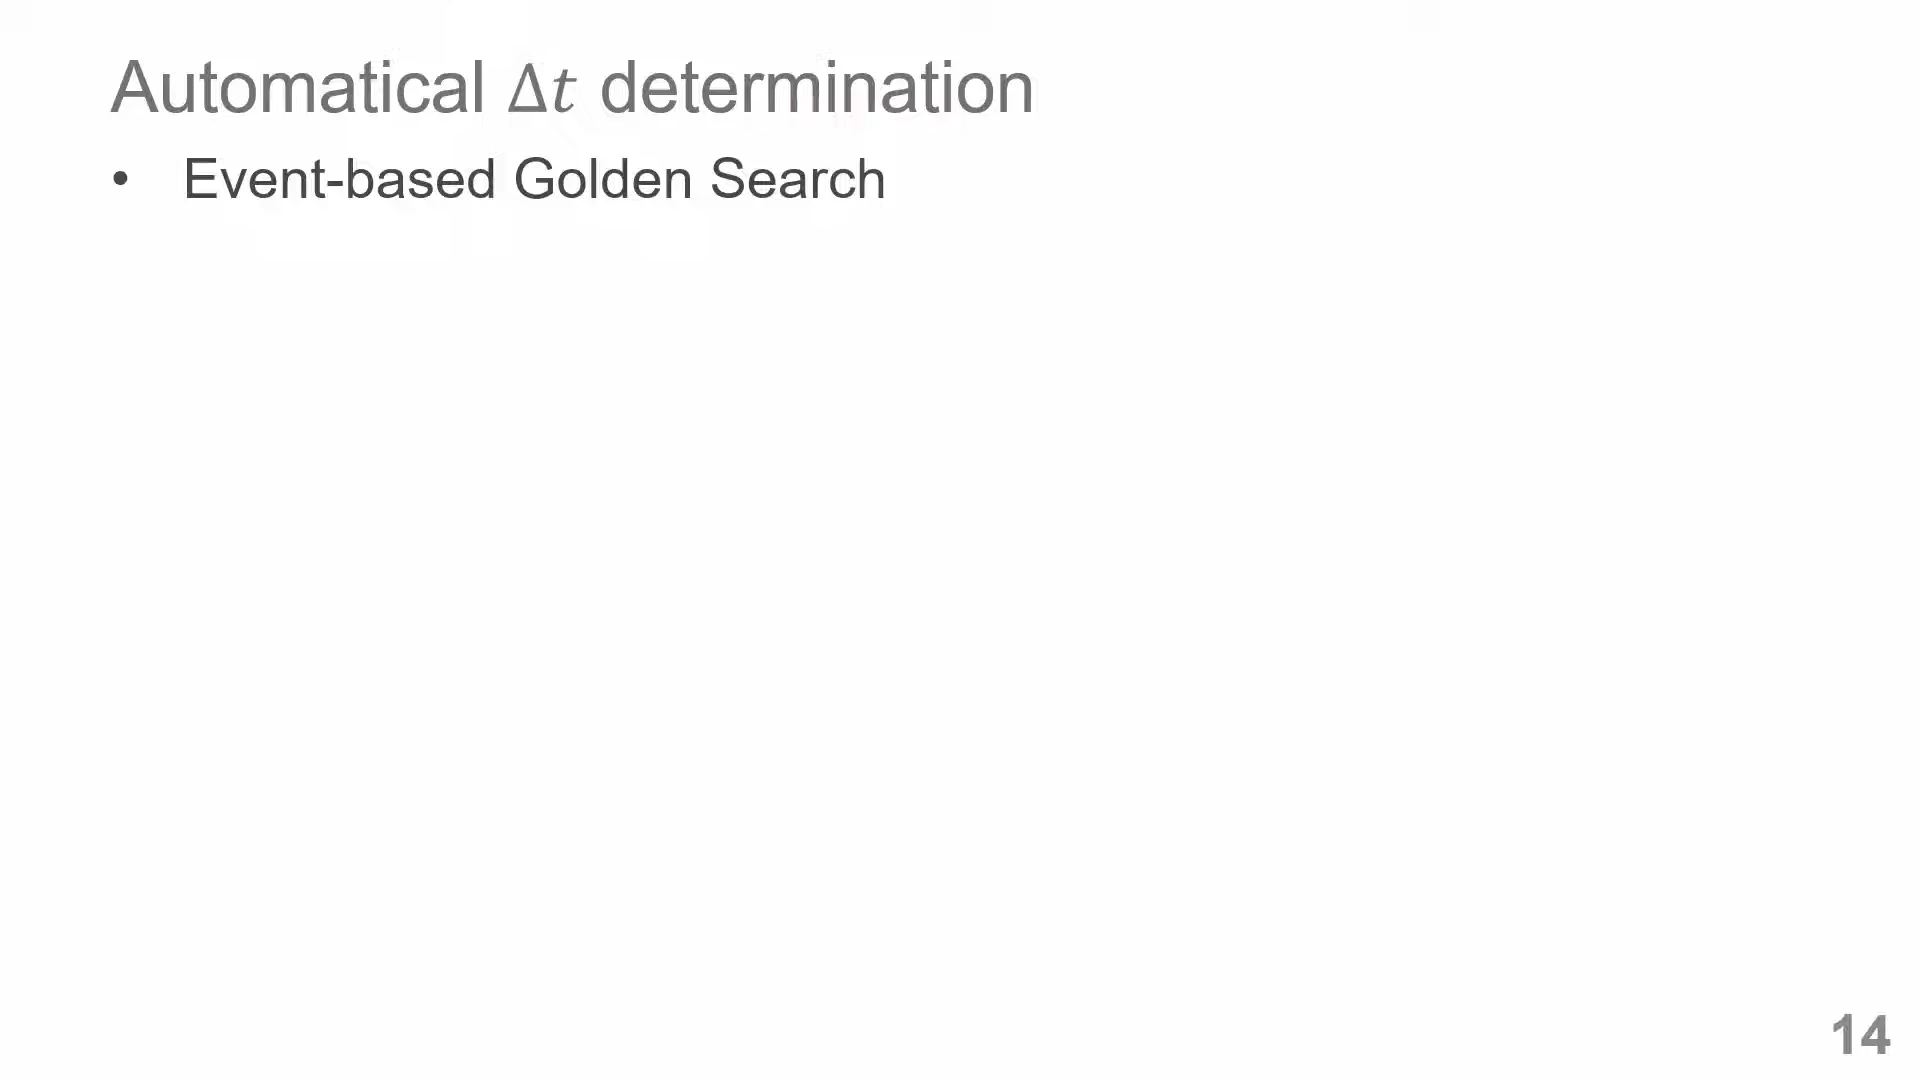 Automatical Δt determination
• Event-based Golden Search
14